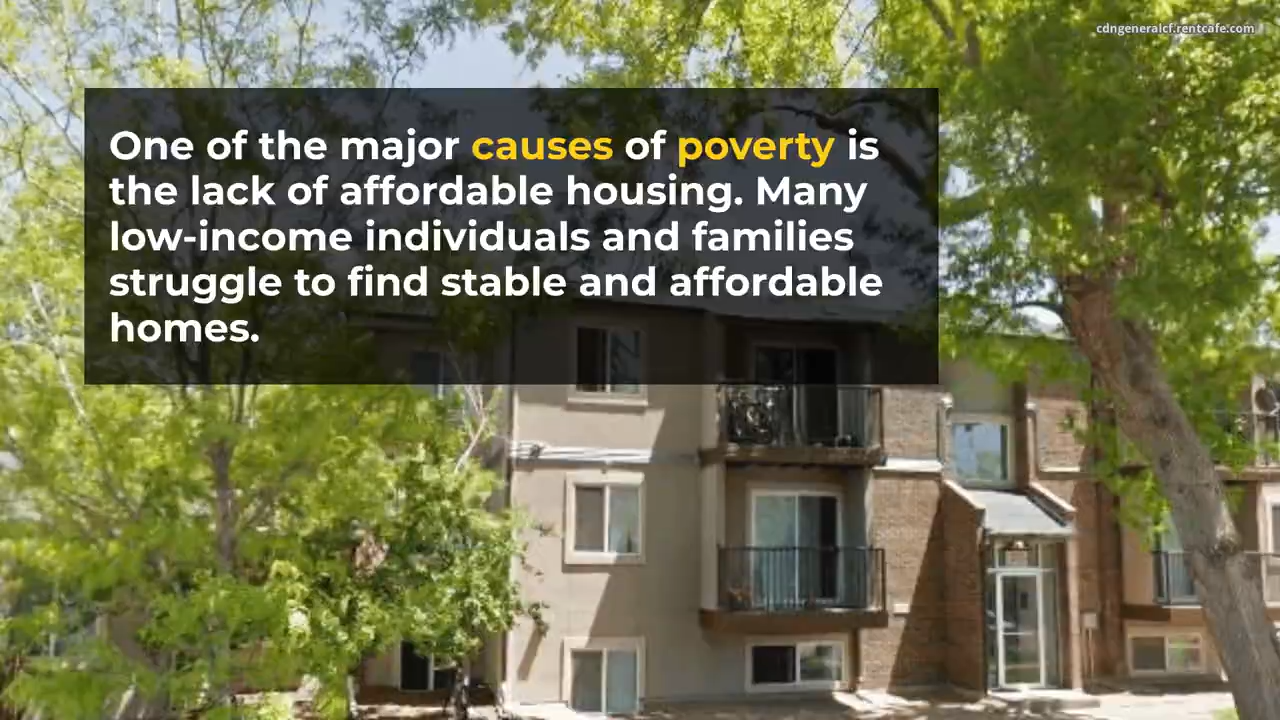 cdngeneralcf.rentcafe.com
One of the major causes of poverty is
the lack of affordable housing. Many
low-income individuals and families
struggle to find stable and affordable
homes.